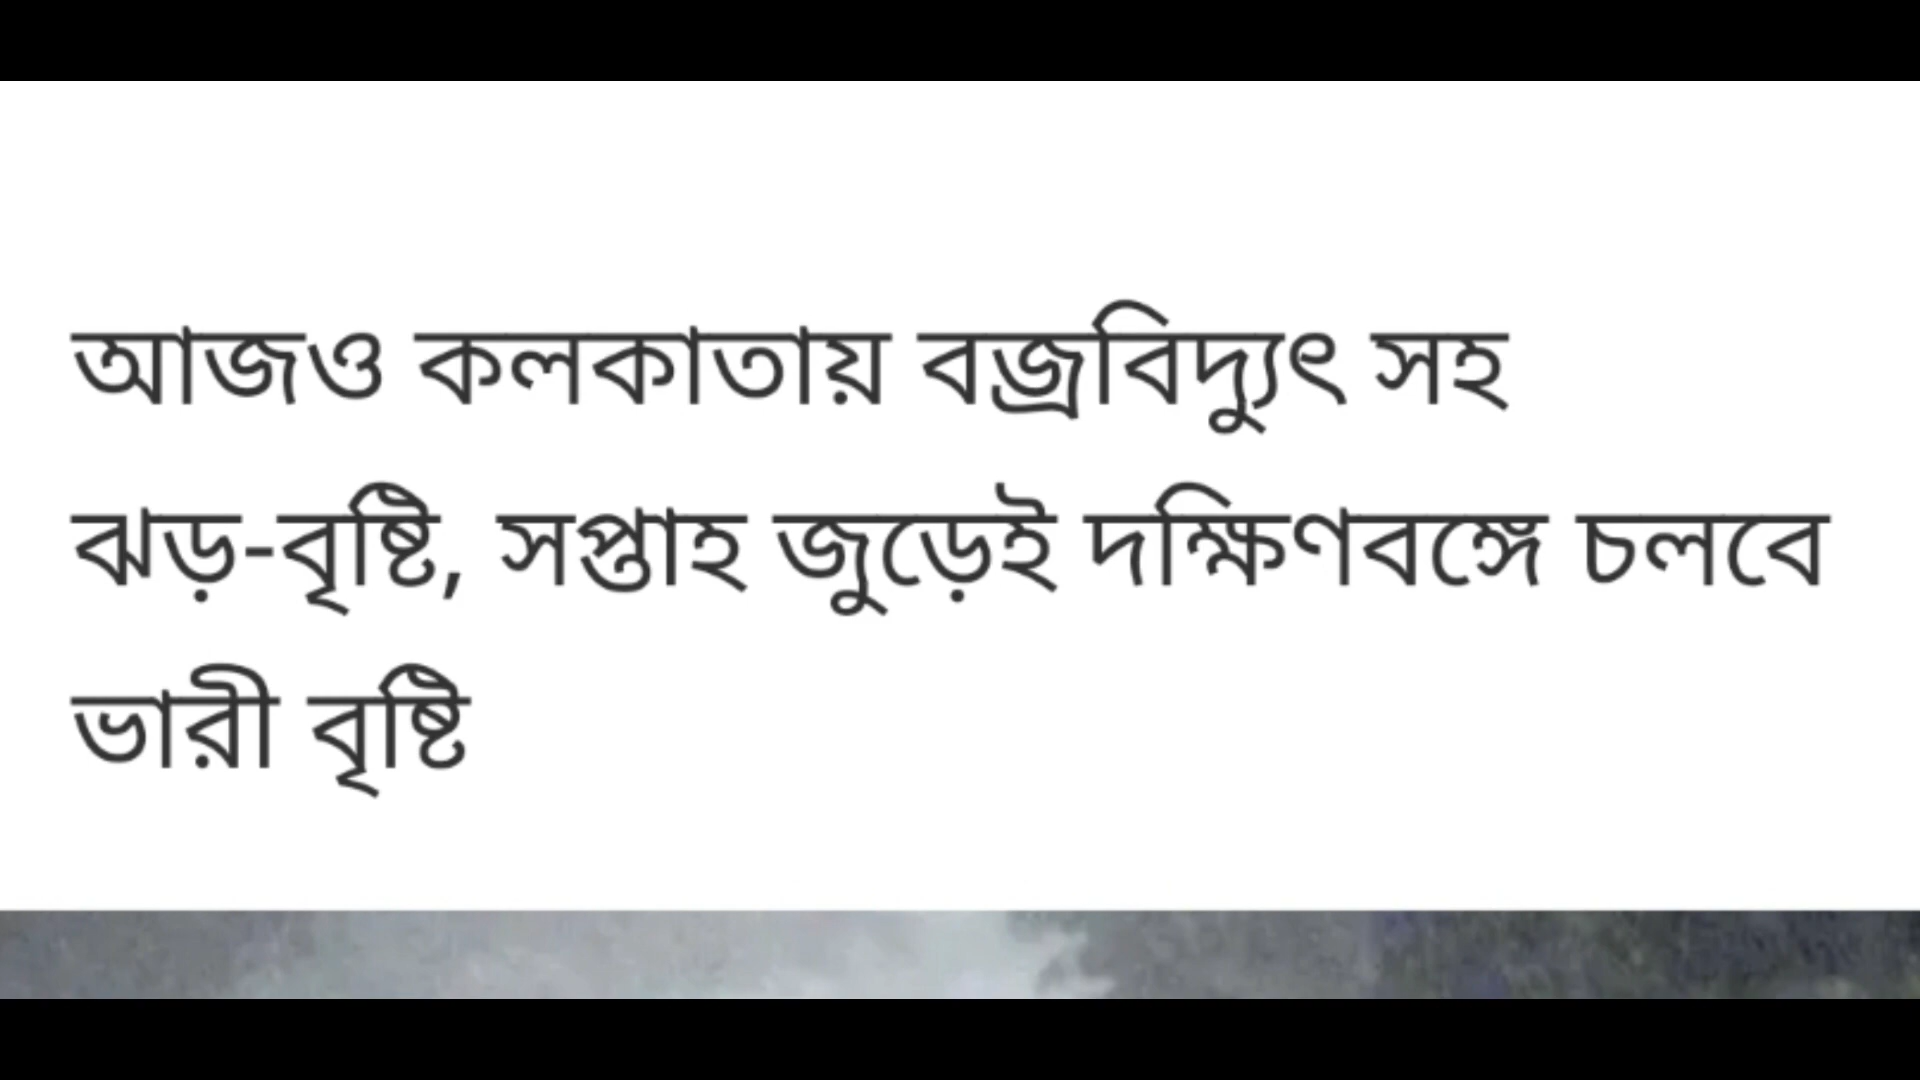 আজও কলকাতায় বজ্রবিদ্যুৎ সহ
ঝড়-বৃষ্টি, সপ্তাহ জুড়েই দক্ষিণবঙ্গে চলবে
ভারী বৃষ্টি